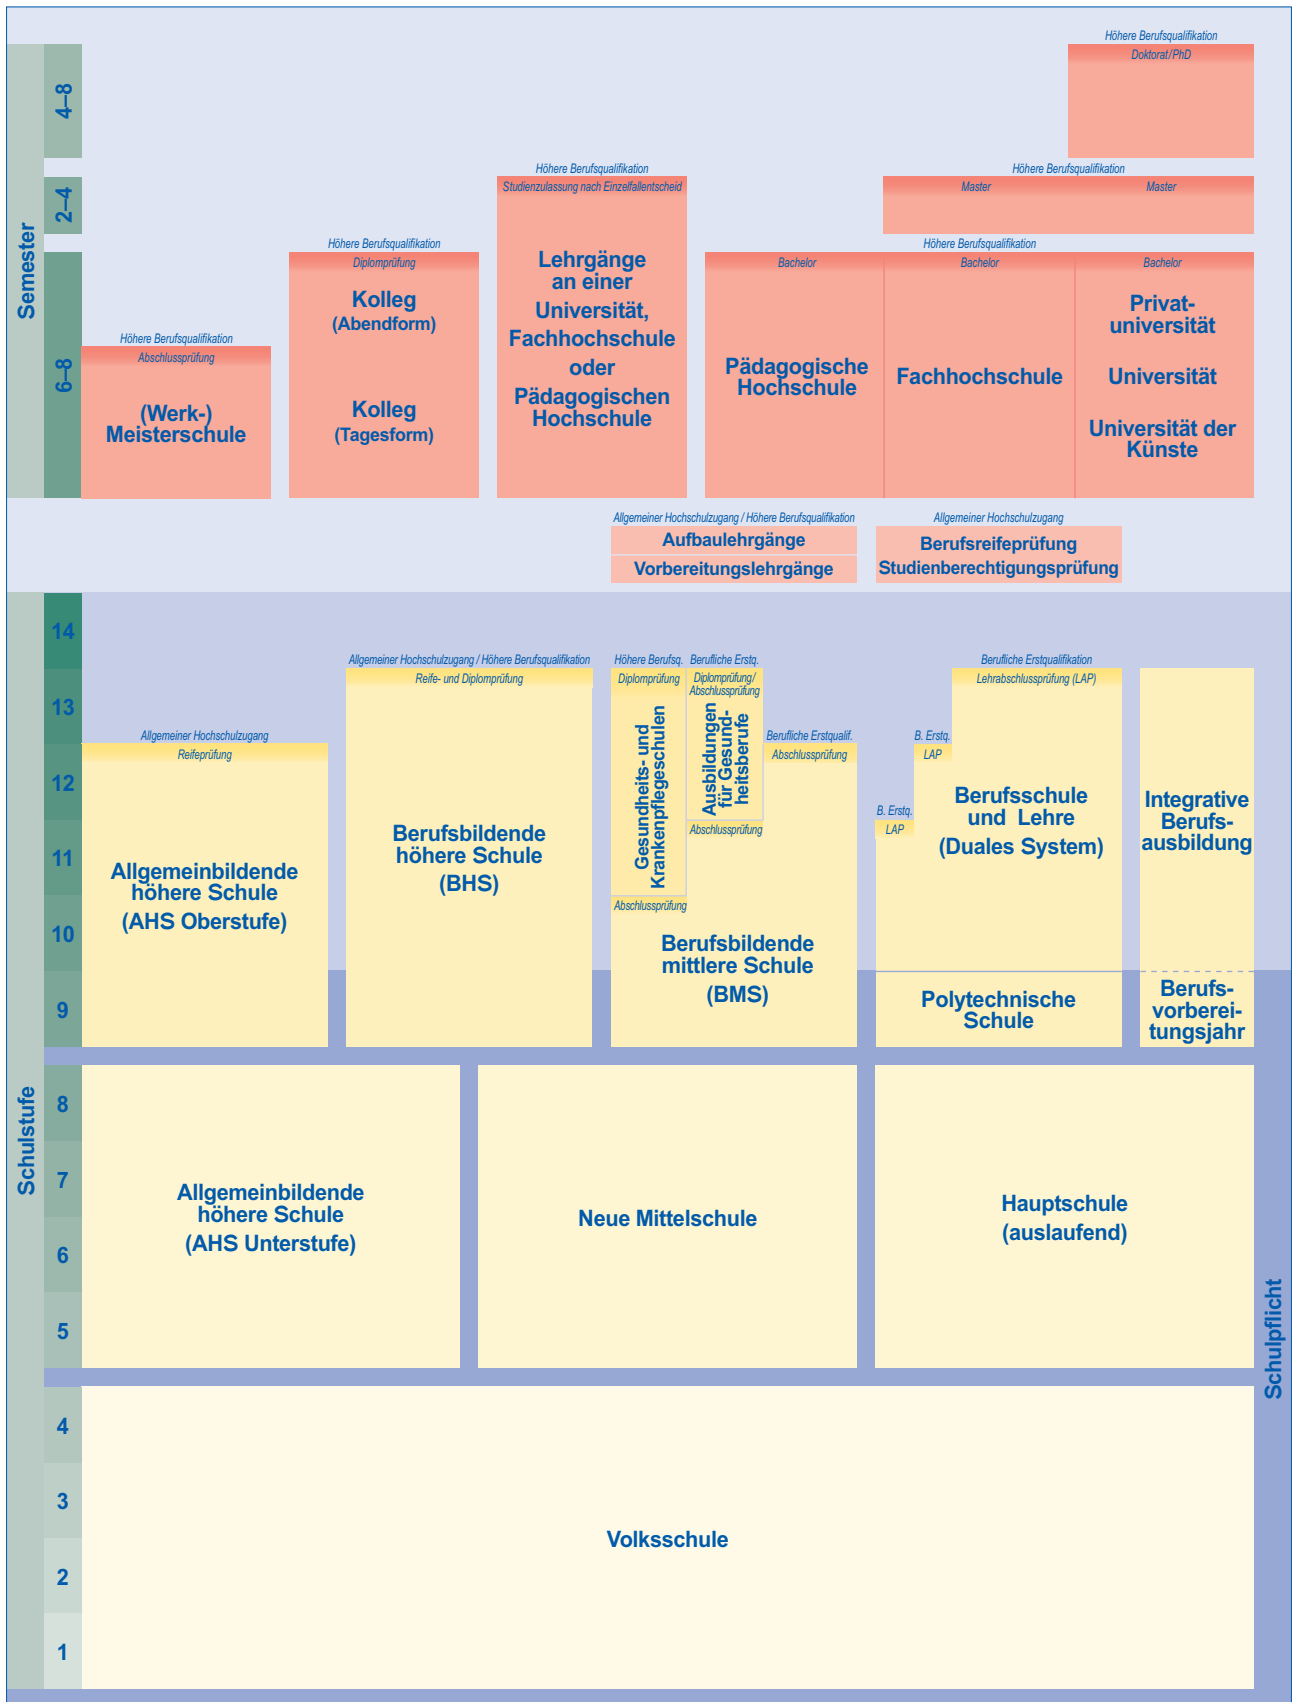 Höhere Berufsqualifikation
Doktorat/PhD
4–8
Höhere Berufsqualifikation
Studienzulassung nach Einzelfallentscheid
Höhere Berufsqualifikation
Master
Master
2–4
Semester
Höhere Berufsqualifikation
Diplomprüfung
Kolleg
(Abendform)
Kolleg
(Tagesform)
Lehrgänge
an einer
Universität,
Fachhochschule
oder
Pädagogischen
Hochschule
Höhere Berufsqualifikation
Bachelor
Bachelor
Bachelor
Pädagogische
Hochschule
Fachhochschule
Privat-
universität
Universität
Universität der
Künste
6–8
Höhere Berufsqualifikation
Abschlussprüfung
(Werk-)
Meisterschule
Allgemeiner Hochschulzugang / Höhere Berufsqualifikation
Aufbaulehrgänge
Vorbereitungslehrgänge
Allgemeiner Hochschulzugang
Berufsreifeprüfung
Studienberechtigungsprüfung
14
13
12
11
10
9
Allgemeiner Hochschulzugang
Reifeprüfung
Allgemeinbildende
höhere Schule
(AHS Oberstufe)
Allgemeiner Hochschulzugang / Höhere Berufsqualifikation
Reife- und Diplomprüfung
Berufsbildende
höhere Schule
(BHS)
Höhere Berufsq.
Diplomprüfung
Gesundheits- und
Krankenpflegeschulen
Abschlussprüfung
Berufliche Erstq.
Diplomprüfung/
Abschlussprüfung
Ausbildungen
für Gesund-
heitsberufe
Abschlussprüfung
Berufliche Erstqualif.
Abschlussprüfung
Berufsbildende
mittlere Schule
(BMS)
B. Erstq.
LAP
B. Erstq.
LAP
Berufliche Erstqualifikation
Lehrabschlussprüfung (LAP)
Berufsschule
und Lehre
(Duales System)
Polytechnische
Schule
Integrative
Berufs-
ausbildung
Berufs-
vorberei-
tungsjahr
Schulstufe
8
7
6
5
Allgemeinbildende
höhere Schule
(AHS Unterstufe)
Neue Mittelschule
Hauptschule
(auslaufend)
Schulpflicht
4
3
2
1
Volksschule